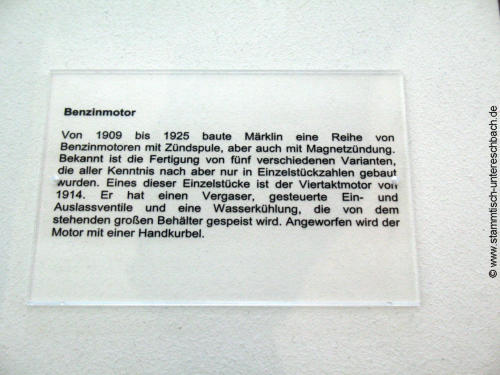 Benzinmotor
Von 1909 bis 1925 baute Märklin eine Reihe von
Benzinmotoren mit Zündspule, aber auch mit Magnetzündung.
Bekannt ist die Fertigung von fünf verschiedenen Varianten,
die aller Kenntnis nach aber nur in Einzelstückzahlen gebaut
wurden. Eines dieser Einzelstücke ist der Viertaktmotor von
1914. Er hat einen Vergaser, gesteuerte Ein- und
Auslassventile und eine Wasserkühlung, die von dem
stehenden großen Behälter gespeist wird. Angeworfen wird der
Motor mit einer Handkurbel.
© www.stammtisch-untereschbach.de